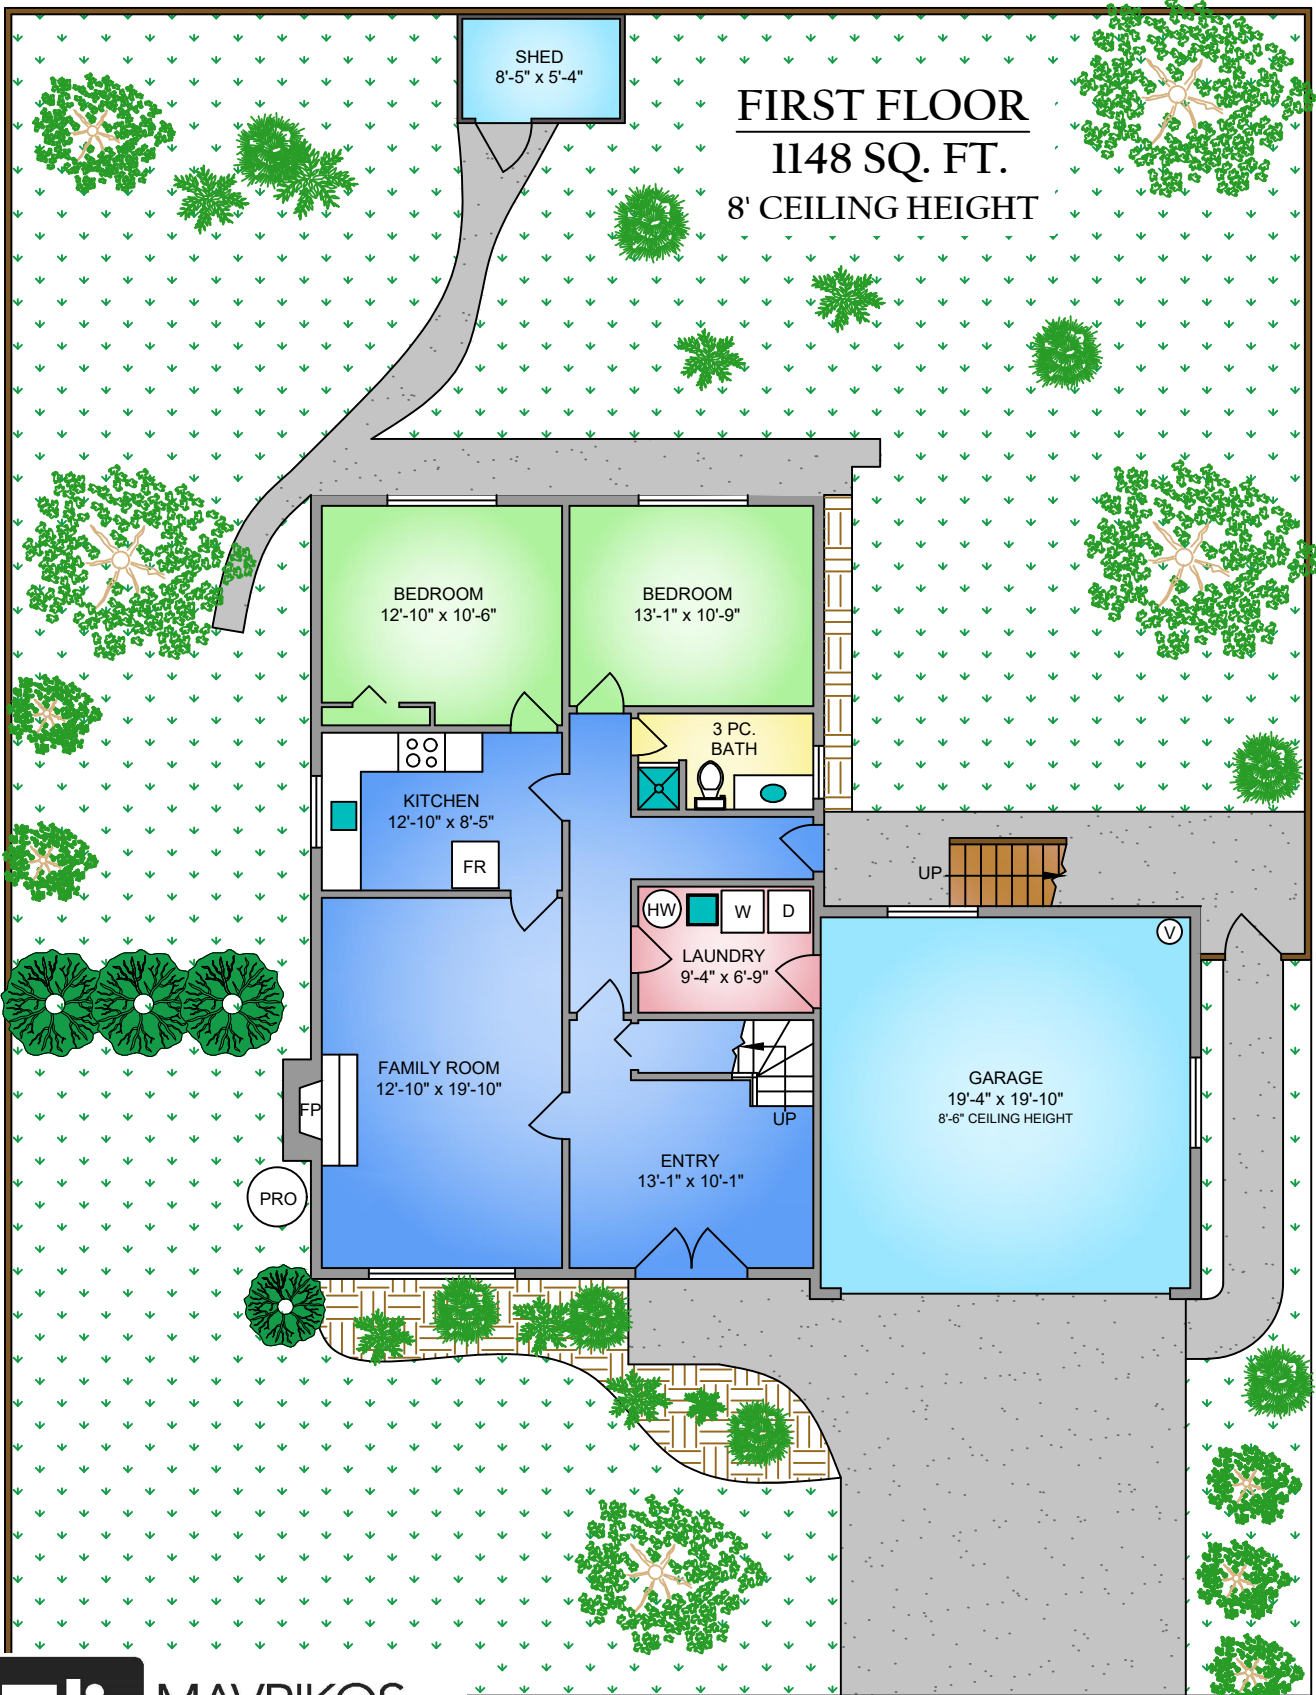 SHED
8'-5" x 5'-4"
FIRST FLOOR
1148 SQ. FT.
8' CEILING HEIGHT
BEDROOM
12'-10" x 10'-6"
BEDROOM
13'-1" x 10'-9"
3 PC.
BATH
KITCHEN
12'-10" x 8'-5"
FR
UP
HW
W
D
V
LAUNDRY
9'-4" x 6'-9"
FAMILY ROOM
12'-10" x 19'-10"
FP
GARAGE
19'-4" x 19'-10"
8'-6" CEILING HEIGHT
UP
ENTRY
13'-1" x 10'-1"
PRO
MAVRIKOS